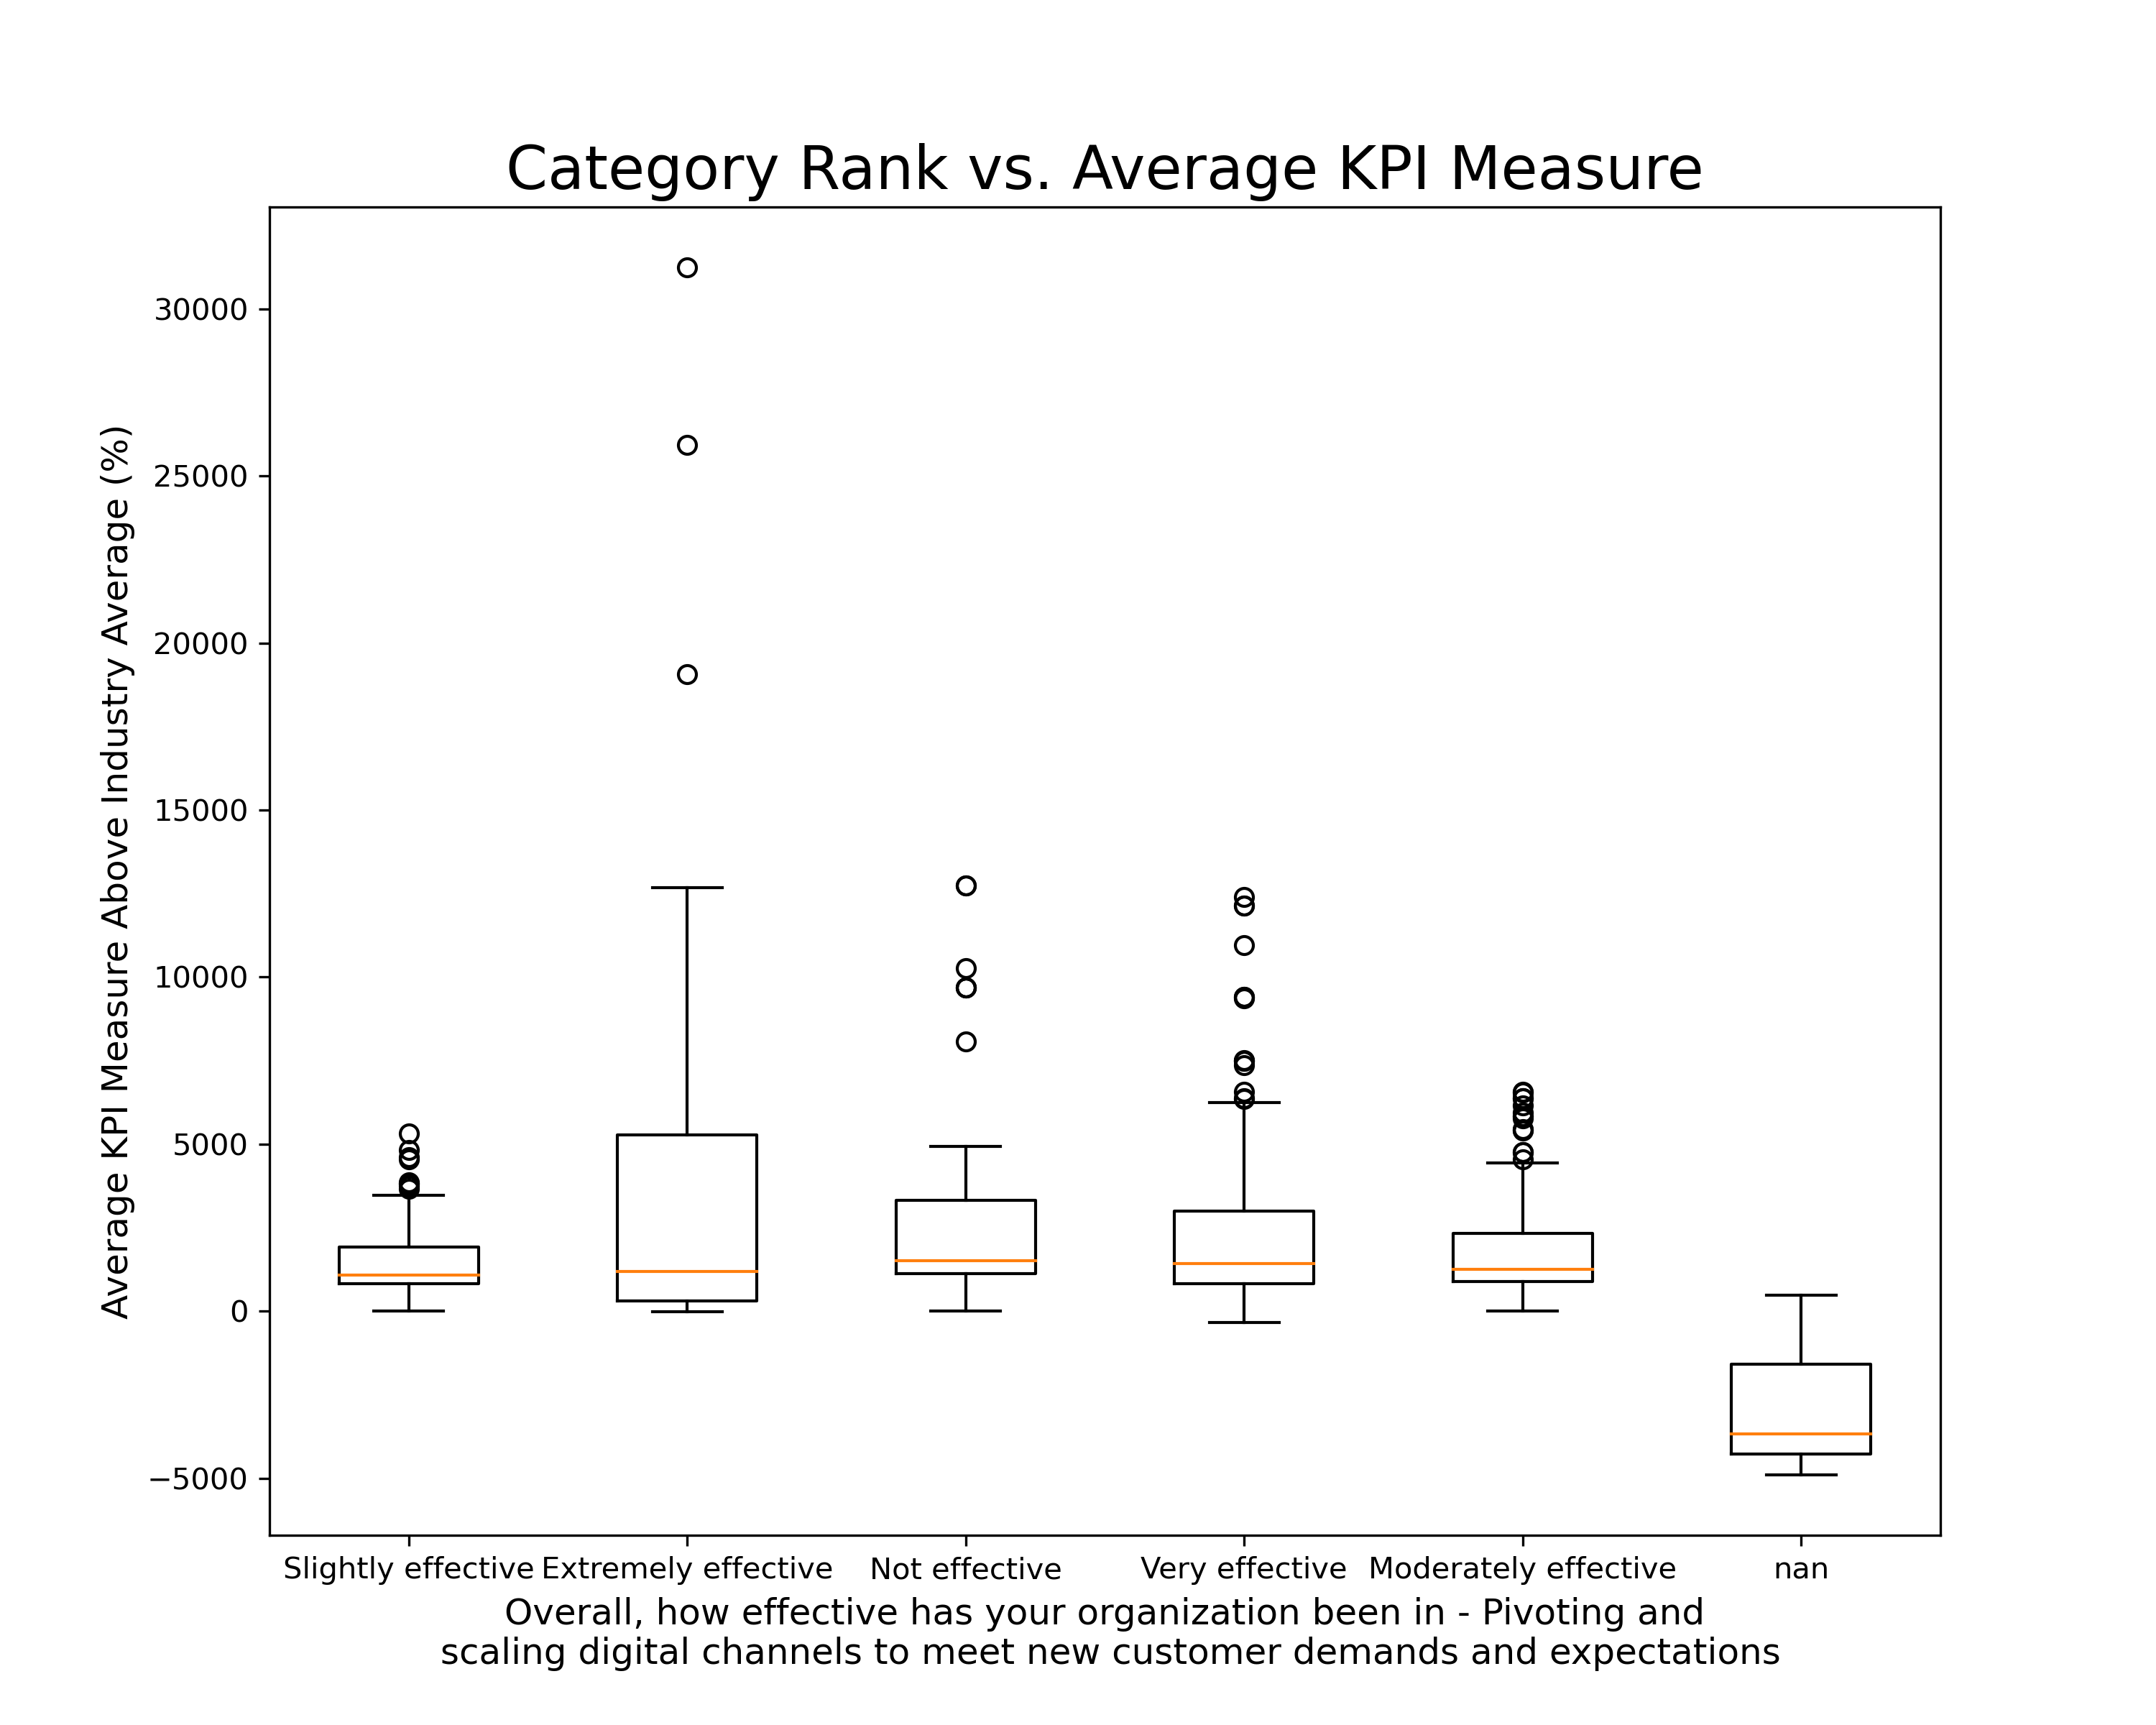 Category Rank vs. Average KPI Measure
Average KPI Measure Above Industry Average (%)
30000
25000
20000
15000
10000
5000
0
−5000
Slightly effective
Extremely effective
Not effective
Very effective
Moderately effective
nan
Overall, how effective has your organization been in - Pivoting and
scaling digital channels to meet new customer demands and expectations